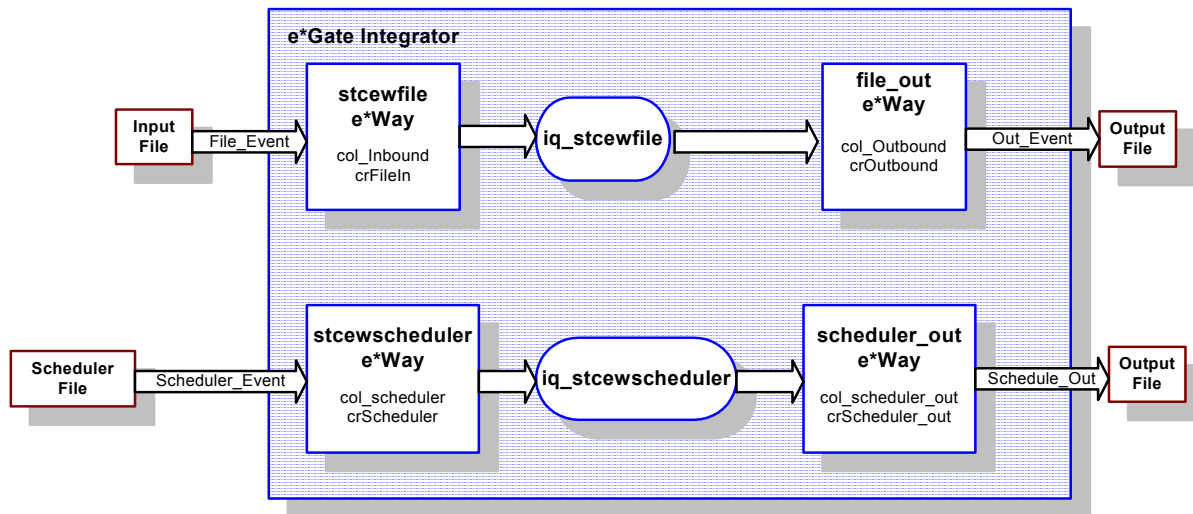 e*Gate Integrator
Input
File
File_Event
stcewfile
e*Way
col_Inbound
crFileIn
iq_stcewfile
file_out
e*Way
col_Outbound
crOutbound
Out_Event
Output
File
Scheduler
File
Scheduler_Event
stcewscheduler
e*Way
col_scheduler
crScheduler
iq_stcewscheduler
scheduler_out
e*Way
col_scheduler_out
crScheduler_out
Schedule_Out
Output
File